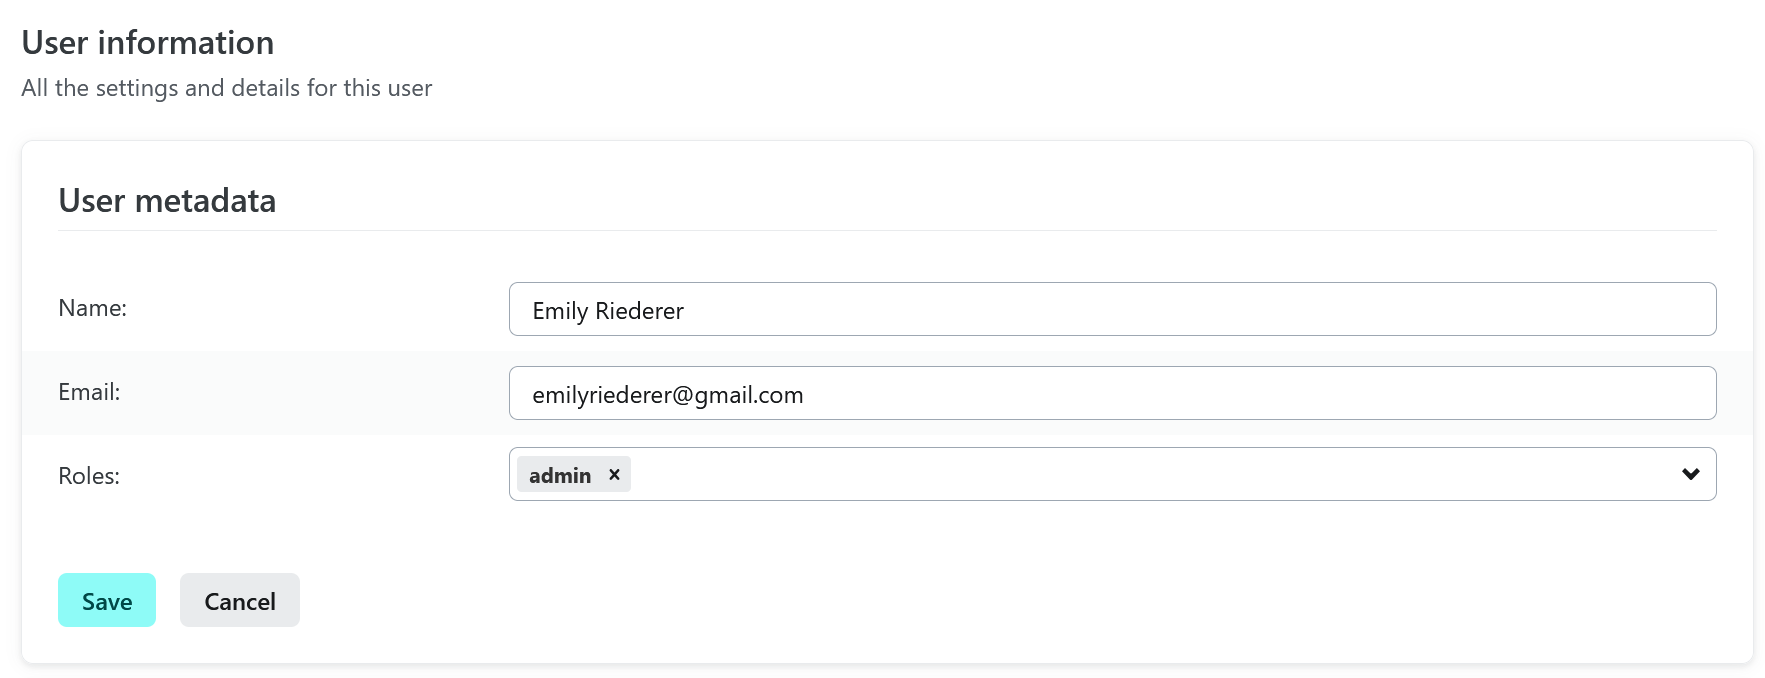 User information
All the settings and details for this user
User metadata
Name:
Emily Riederer
Email:
emilyriederer@gmail.com
Roles:
admin ×
Save
Cancel